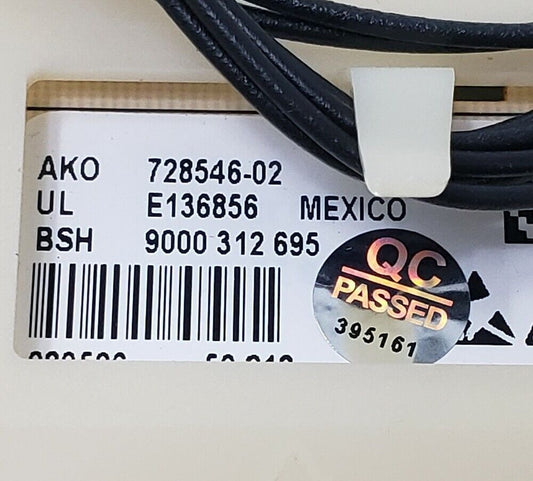 AKO 728546-02
UL E136856 MEXICO
BSH 9000 312 695
QC
PASSED
395161